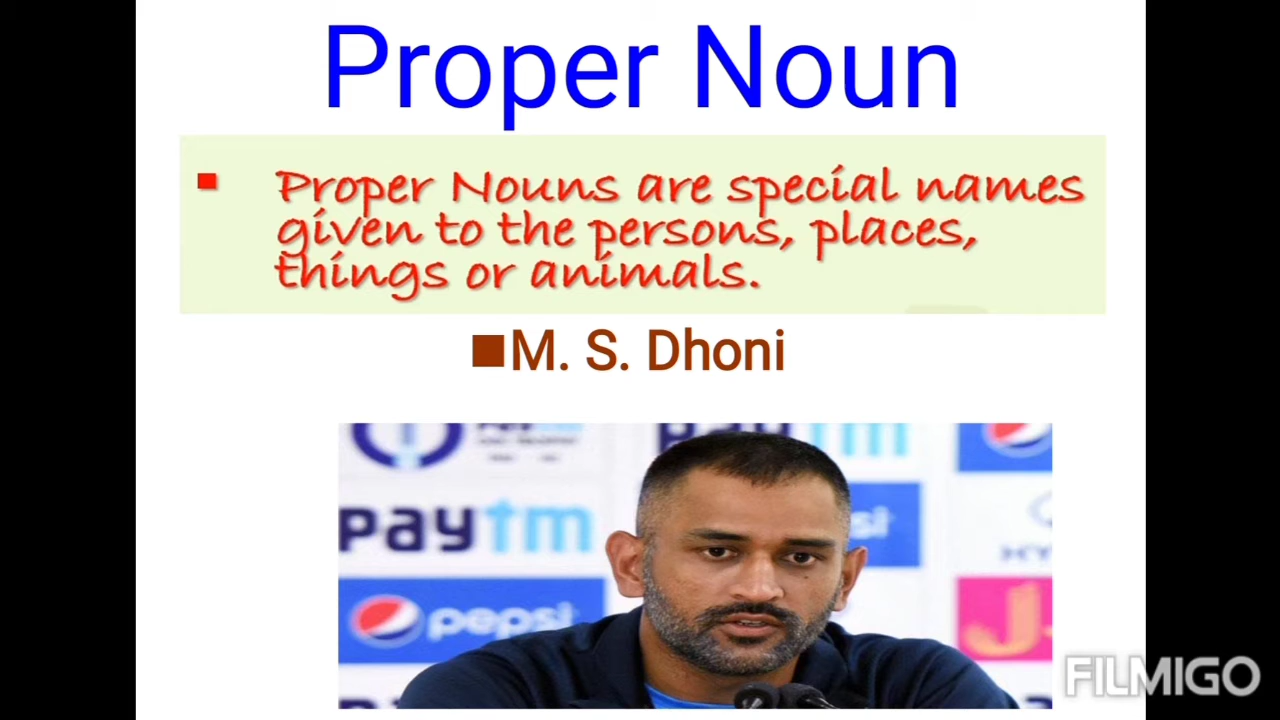 Proper Noun
▪ Proper Nouns are special names
given to the persons, places,
things or animals.
■M. S. Dhoni
paytm
paytm
pepsi
FILMIGO